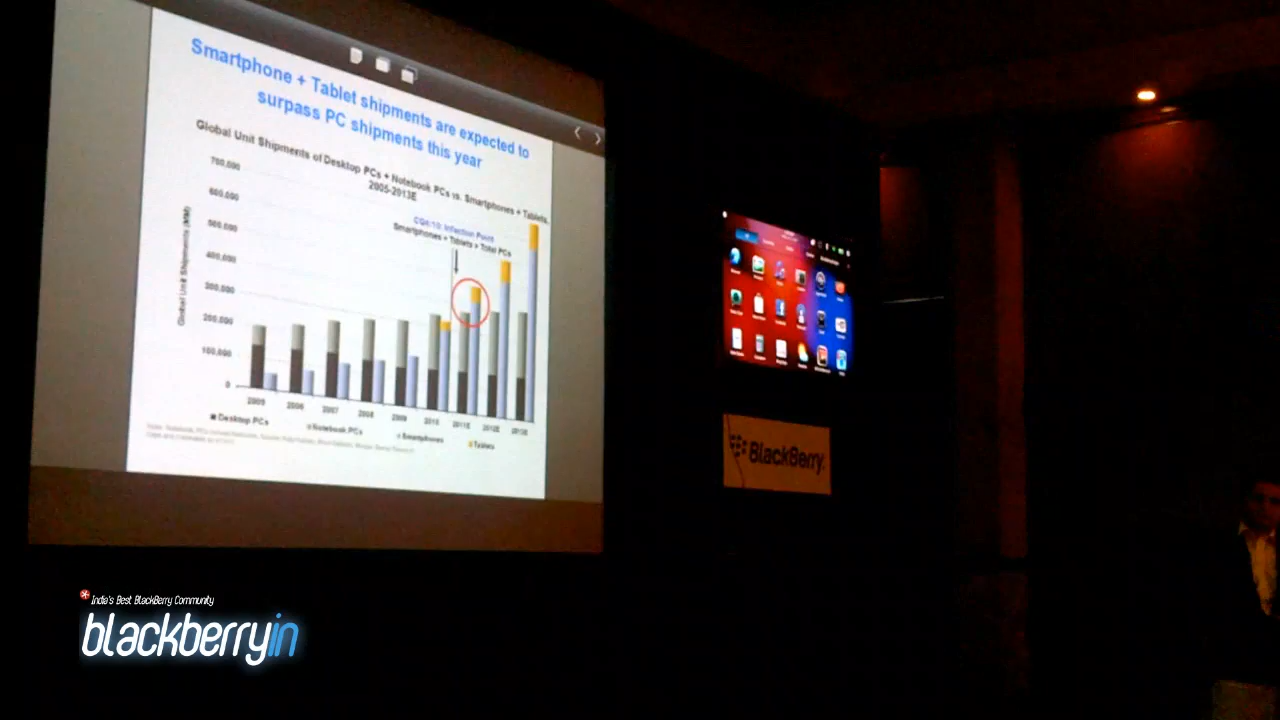 Smartphone + Tablet shipments are expected to
surpass PC shipments this year
Global Unit Shipments of Desktop PCs + Notebook PCs vs. Smartphones + Tablets,
2005-2013E
CQ4:10: Inflection Point
Smartphones + Tablets > Total PCs
Global Unit Shipments (MM)
700,000
600,000
500,000
400,000
300,000
200,000
100,000
0
2005 2006 2007 2008 2009 2010 2011E 2012E 2013E
Desktop PCs Notebook PCs Smartphones Tablets
BlackBerry
India's Best BlackBerry Community
blackberryin